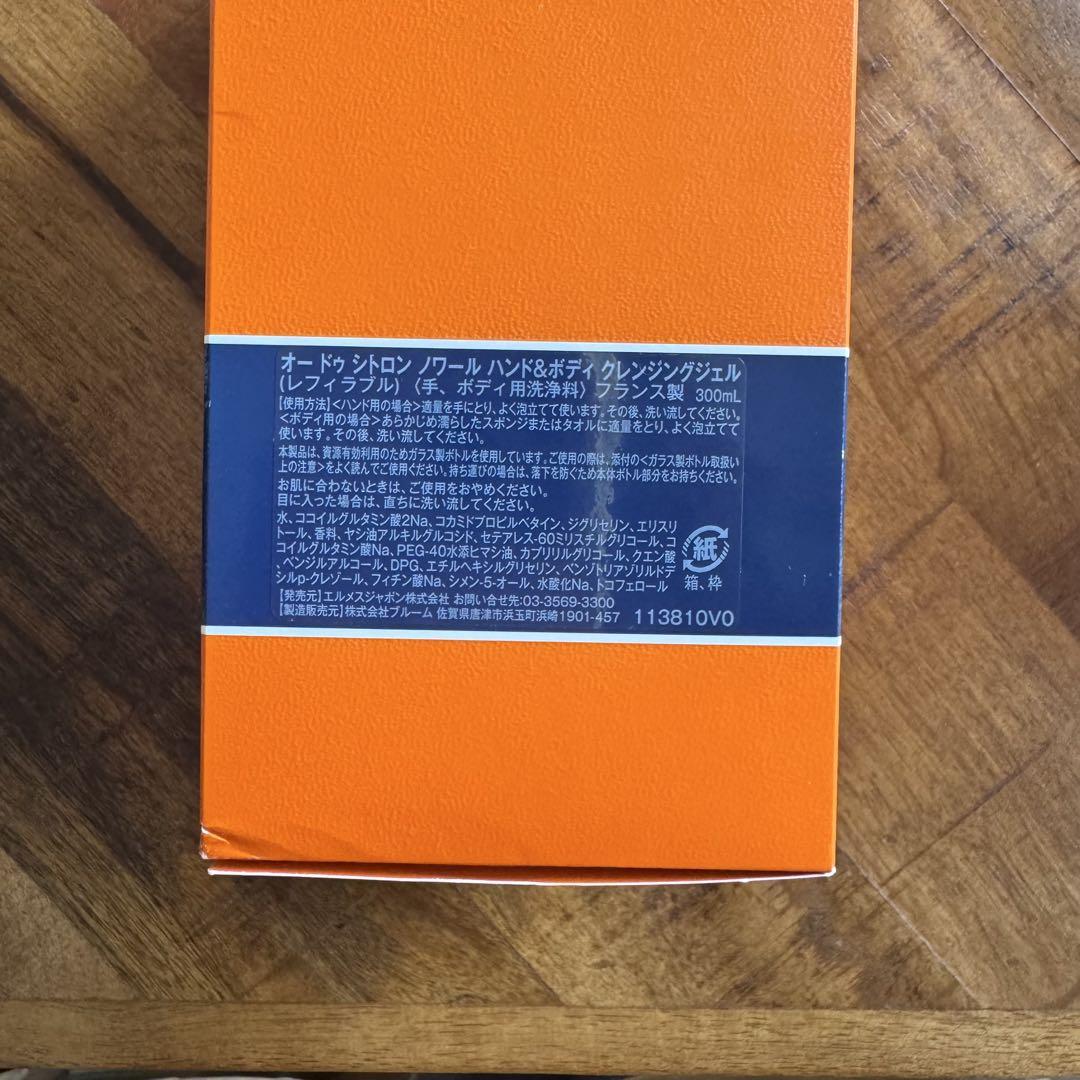 オー ドゥ シトロン ノワール ハンド&ボディ クレンジングジェル
(レフィラブル) 〈手、ボディ用洗浄料〉 フランス製 300mL
【使用方法】<ハンド用の場合>適量を手にとり、よく泡立てて使います。その後、洗い流してください。
<ボディ用の場合>あらかじめ濡らしたスポンジまたはタオルに適量をとり、よく泡立てて
使います。その後、洗い流してください。
本製品は、資源有効利用のためガラス製ボトルを使用しています。ご使用の際は、添付の<ガラス製ボトル取扱い
上の注意>をよく読んでご使用ください。持ち運びの場合は、落下を防ぐため本体ボトル部分をお持ちください。
お肌に合わないときは、ご使用をおやめください。
目に入った場合は、直ちに洗い流してください。
水、ココイルグルタミン酸2Na、コカミドプロピルベタイン、ジグリセリン、エリスリ
トール、香料、ヤシ油アルキルグルコシド、セテアレス-60ミリスチルグリコール、コ
コイルグルタミン酸Na、PEG-40水添ヒマシ油、カプリリルグリコール、クエン酸
、ベンジルアルコール、DPG、エチルヘキシルグリセリン、ベンゾトリアゾリルドデ
シルp-クレゾール、フィチン酸Na、シメン-5-オール、水酸化Na、トコフェロール
紙
箱、枠
【発売元】エルメスジャポン株式会社 お問い合せ先:03-3569-3300
【製造販売元】株式会社ブルーム 佐賀県唐津市浜玉町浜崎1901-457 113810V0